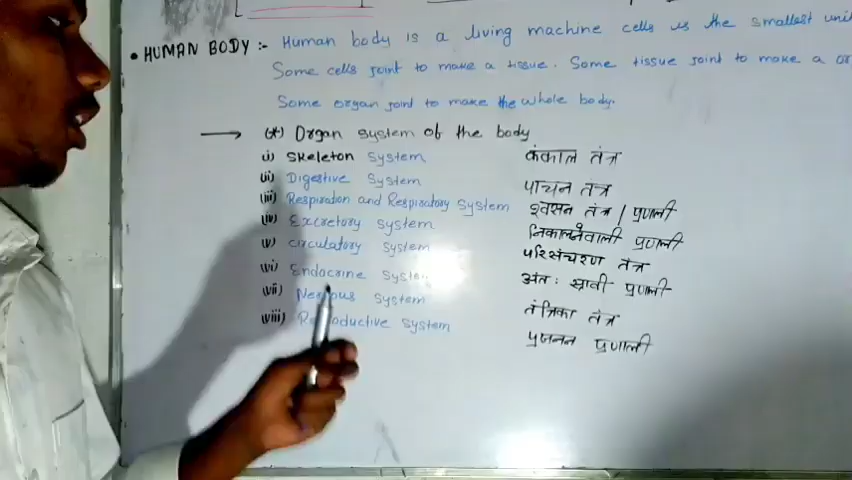 • HUMAN BODY :- Human body is a living machine cells is the smallest unit
Some cells joint to make a tissue. Some tissue joint to make a or
Some organ joint to make the whole body.
→ (*) Organ system of the body
i) Skeleton system कंकाल तंत्र
(ii) Digestive system पाचन तंत्र
(iii) Respiration and Respiratory system श्वसन तंत्र / प्रणाली
(iv) Excretory system निकालनेवाली प्रणाली
(v) circulatory system परिसंचरण तंत्र
(vi) Endocrine system अंतः स्रावी प्रणाली
(vii) Nervous system तंत्रिका तंत्र
(viii) Reproductive system प्रजनन प्रणाली